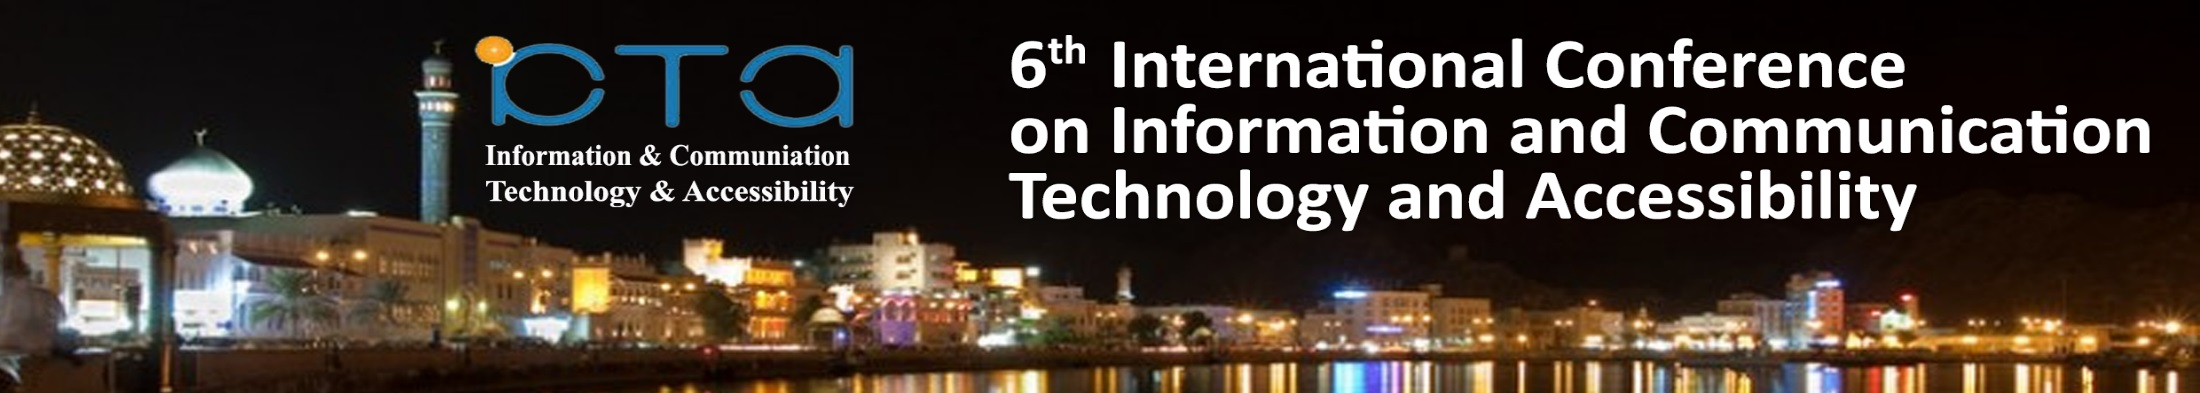 ICTA
Information & Communiation
Technology & Accessibility
6th International Conference
on Information and Communication
Technology and Accessibility